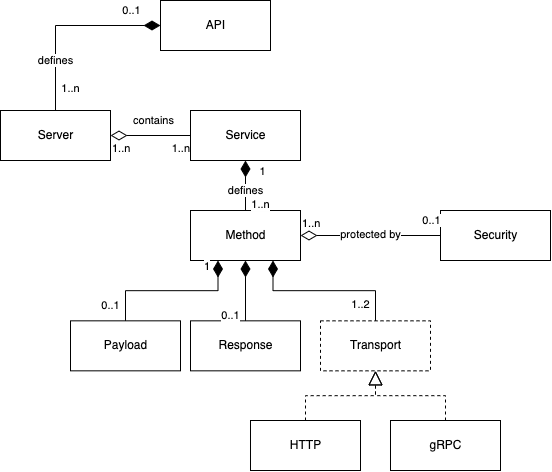 0..1
API
defines
1..n
Server
contains
Service
1..n
1..n
1
defines
1..n
Method
1..n
protected by
0..1
Security
1
0..1
0..1
1..2
Payload
Response
Transport
HTTP
gRPC